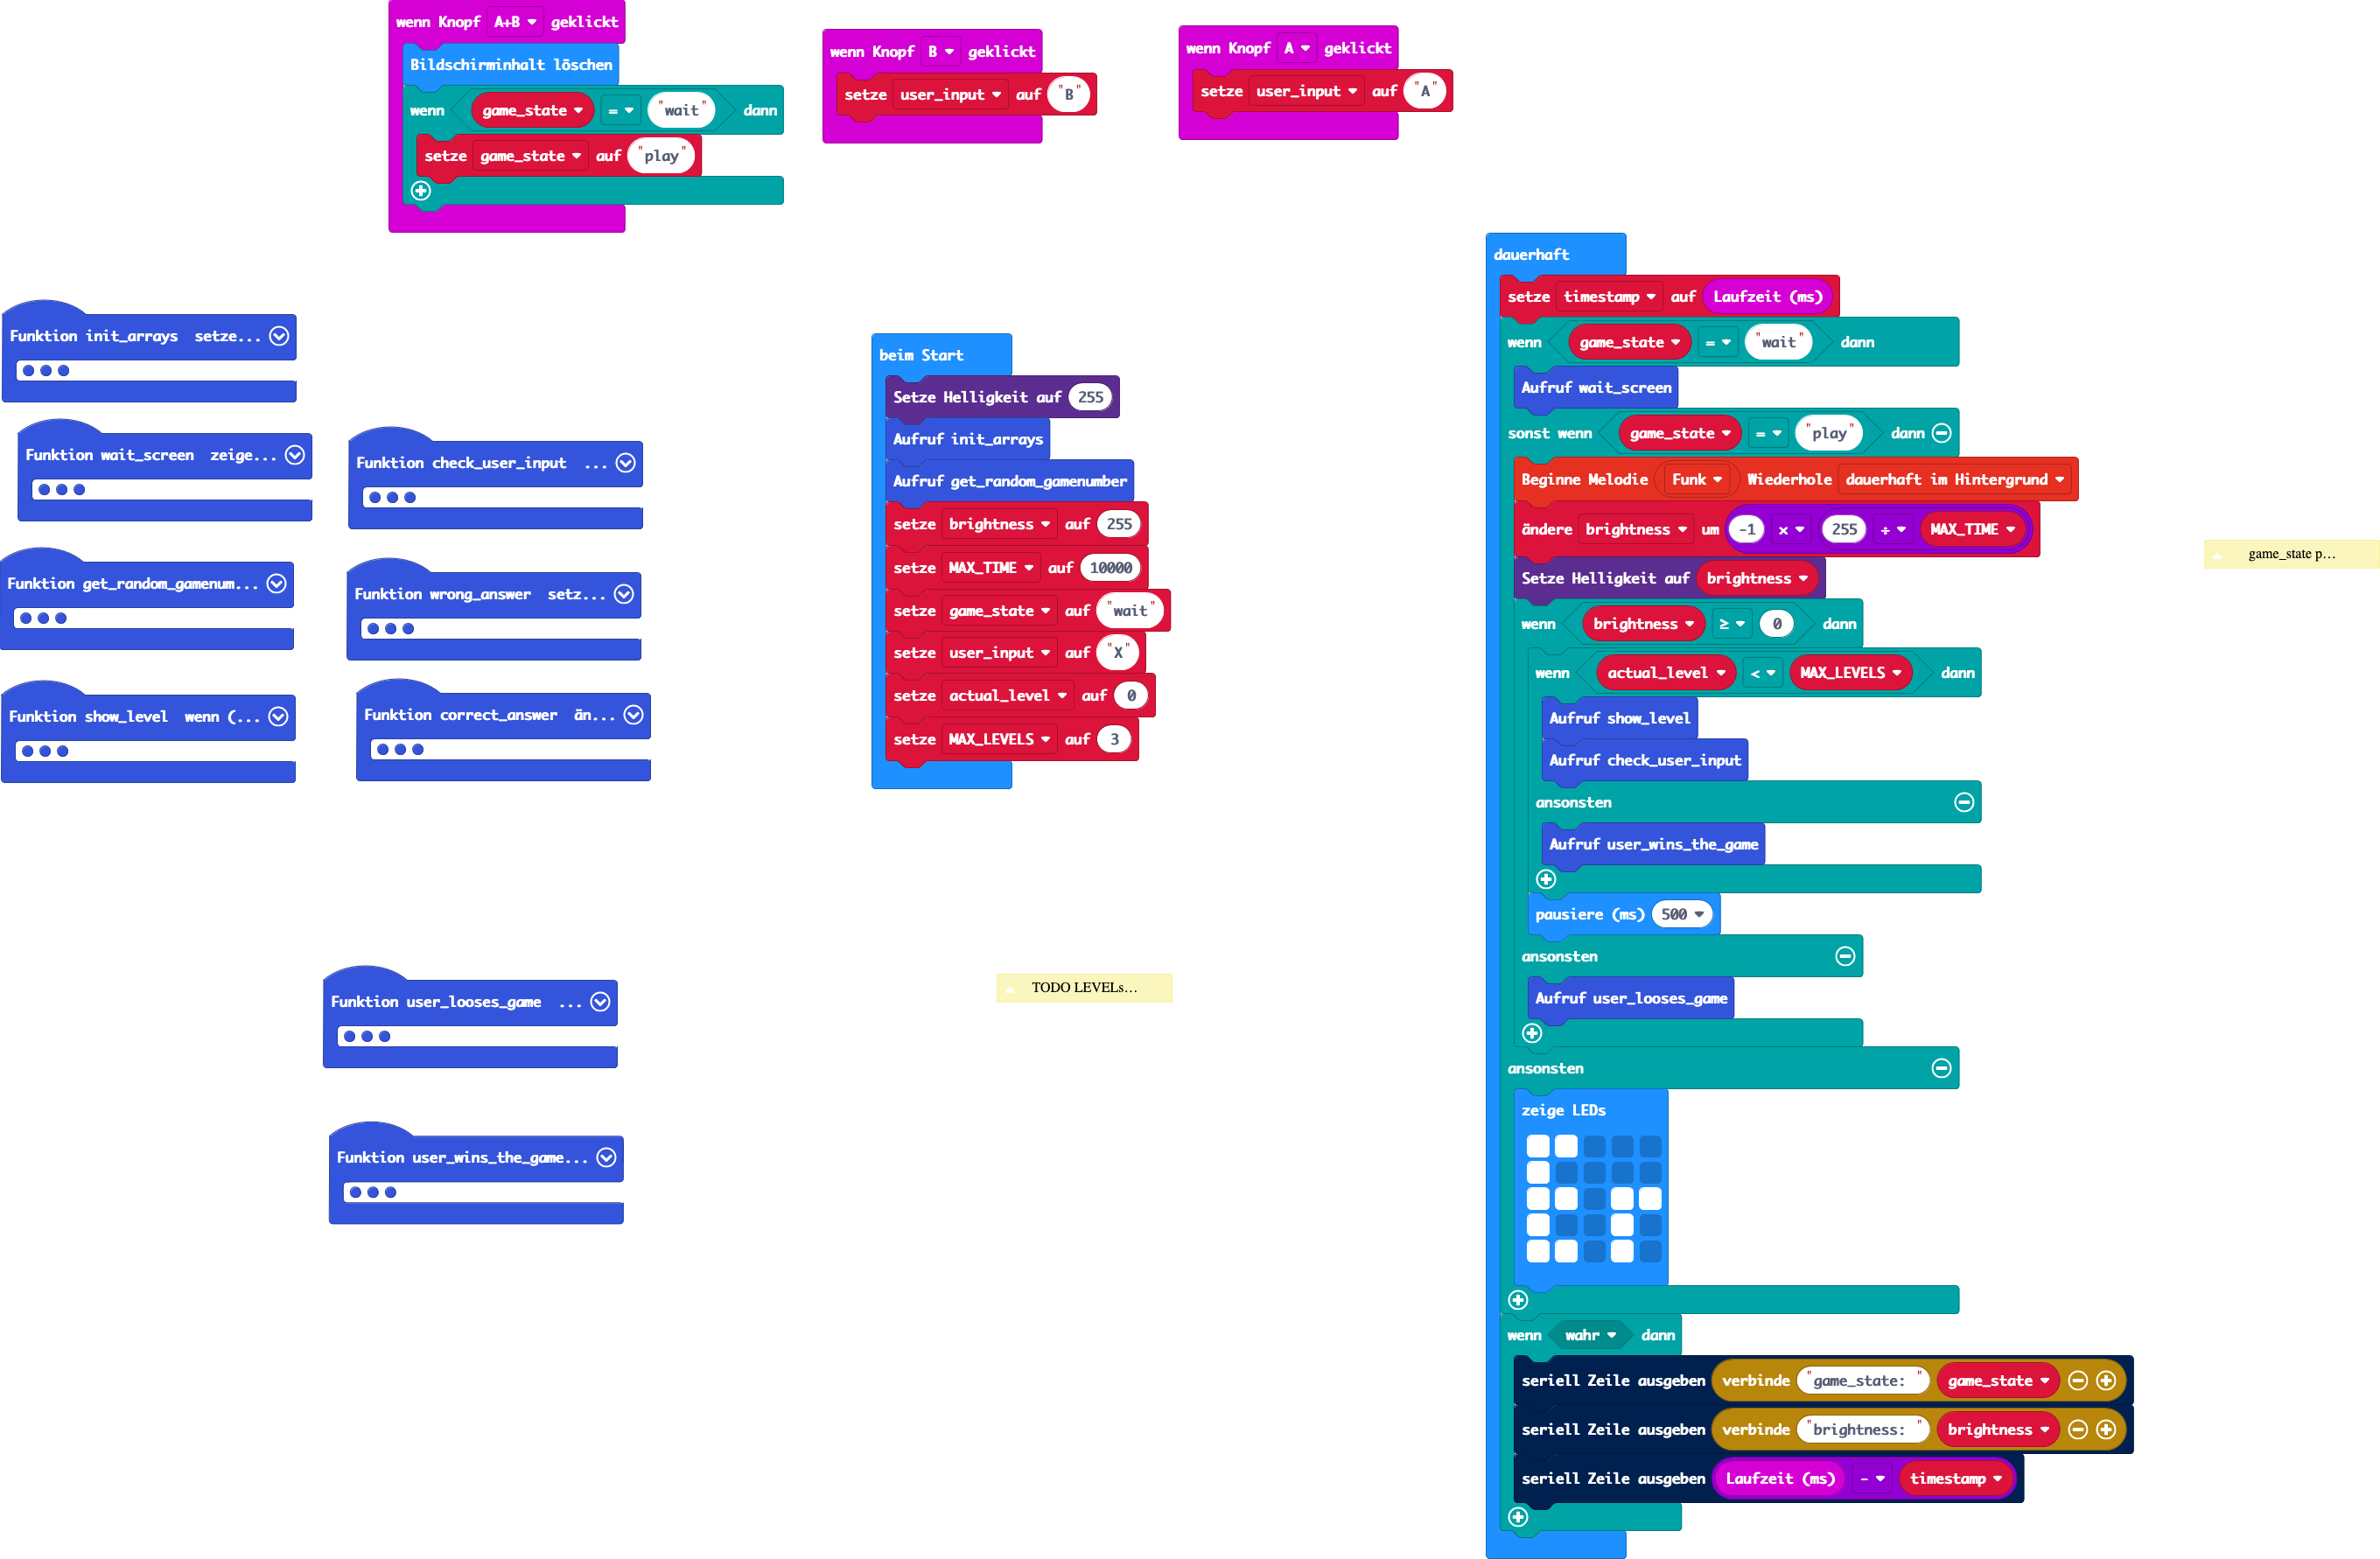 wenn Knopf A+B geklickt
Bildschirminhalt löschen
wenn game_state = "wait" dann
setze game_state auf "play"
wenn Knopf B geklickt
setze user_input auf "B"
wenn Knopf A geklickt
setze user_input auf "A"
Funktion init_arrays setze...
Funktion wait_screen zeige...
Funktion check_user_input ...
Funktion get_random_gamenum...
Funktion wrong_answer setz...
Funktion show_level wenn (...
Funktion correct_answer än...
Funktion user_looses_game ...
Funktion user_wins_the_game...
beim Start
Setze Helligkeit auf 255
Aufruf init_arrays
Aufruf get_random_gamenumber
setze brightness auf 255
setze MAX_TIME auf 10000
setze game_state auf "wait"
setze user_input auf "X"
setze actual_level auf 0
setze MAX_LEVELS auf 3
TODO LEVELs...
dauerhaft
setze timestamp auf Laufzeit (ms)
wenn game_state = "wait" dann
Aufruf wait_screen
sonst wenn game_state = "play" dann
Beginne Melodie Funk Wiederhole dauerhaft im Hintergrund
ändere brightness um -1 × 255 ÷ MAX_TIME
Setze Helligkeit auf brightness
wenn brightness ≥ 0 dann
wenn actual_level < MAX_LEVELS dann
Aufruf show_level
Aufruf check_user_input
ansonsten
Aufruf user_wins_the_game
pausiere (ms) 500
ansonsten
Aufruf user_looses_game
ansonsten
zeige LEDs
wenn wahr dann
seriell Zeile ausgeben verbinde "game_state: " game_state
seriell Zeile ausgeben verbinde "brightness: " brightness
seriell Zeile ausgeben Laufzeit (ms) - timestamp
game_state p...